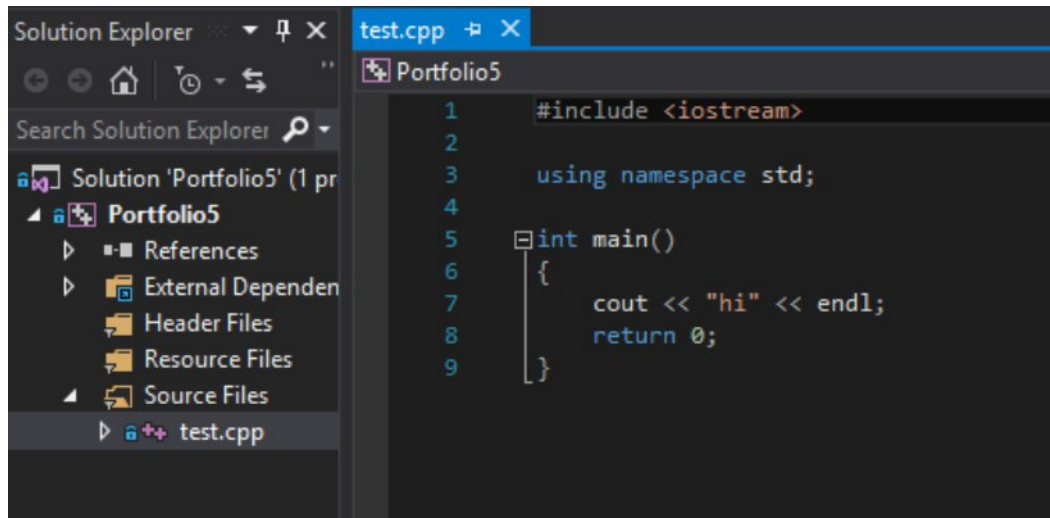 Solution Explorer
Search Solution Explorer
Solution 'Portfolio5' (1 pr
Portfolio5
References
External Dependen
Header Files
Resource Files
Source Files
test.cpp
test.cpp
Portfolio5
1 #include <iostream>
2
3 using namespace std;
4
5 int main()
6 {
7 cout << "hi" << endl;
8 return 0;
9 }